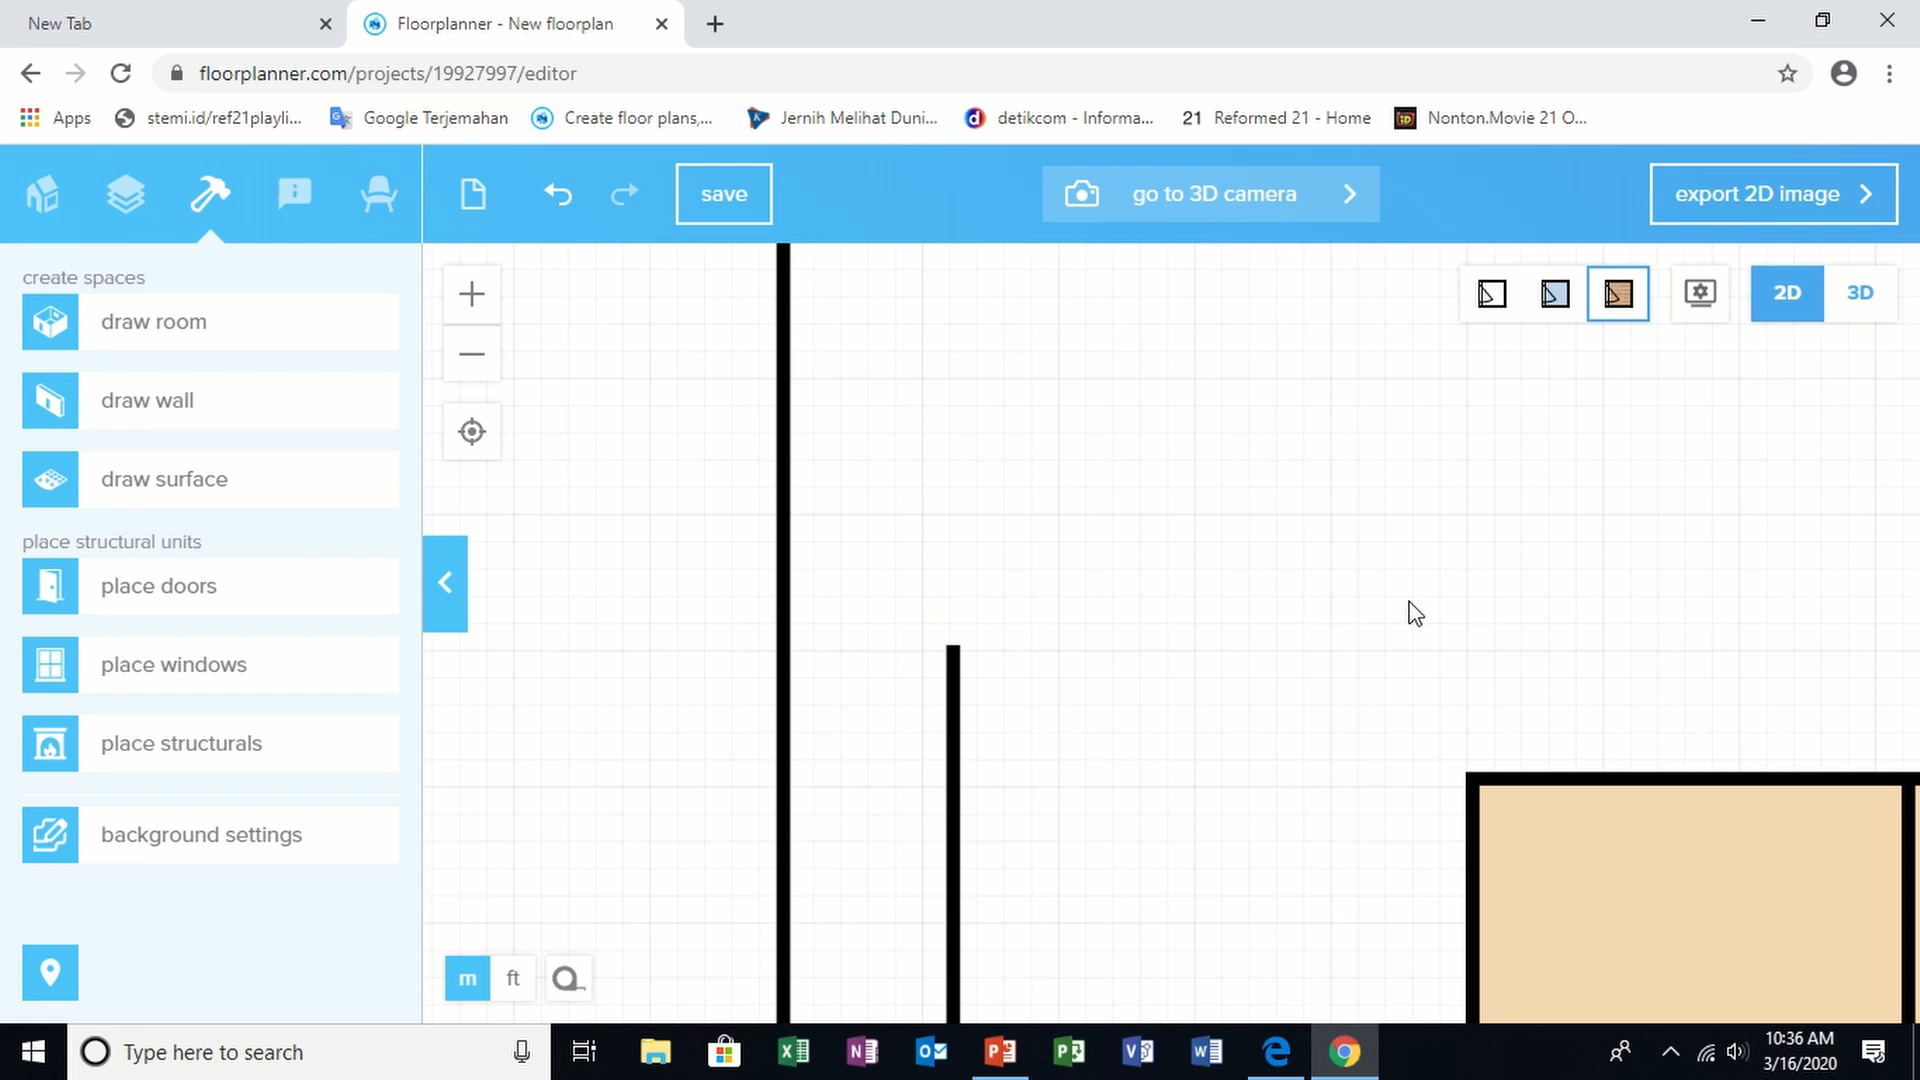 New Tab
Floorplanner - New floorplan
floorplanner.com/projects/19927997/editor
Apps
stemi.id/ref21playli...
Google Terjemahan
Create floor plans,...
Jernih Melihat Duni...
detikcom - Informa...
21 Reformed 21 - Home
Nonton.Movie 21 O...
save
go to 3D camera
export 2D image
create spaces
draw room
draw wall
draw surface
place structural units
place doors
place windows
place structurals
background settings
2D
3D
m
ft
Type here to search
10:36 AM
3/16/2020